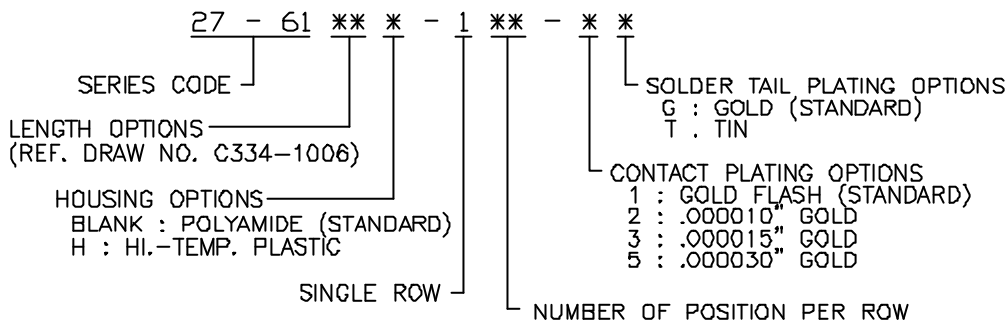 27 - 61 ** * - 1 ** - * *
SERIES CODE
SOLDER TAIL PLATING OPTIONS
G : GOLD (STANDARD)
T . TIN
LENGTH OPTIONS
(REF. DRAW NO. C334-1006)
CONTACT PLATING OPTIONS
1 : GOLD FLASH (STANDARD)
2 : .000010" GOLD
3 : .000015" GOLD
5 : .000030" GOLD
HOUSING OPTIONS
BLANK : POLYAMIDE (STANDARD)
H : HI.-TEMP. PLASTIC
SINGLE ROW
NUMBER OF POSITION PER ROW